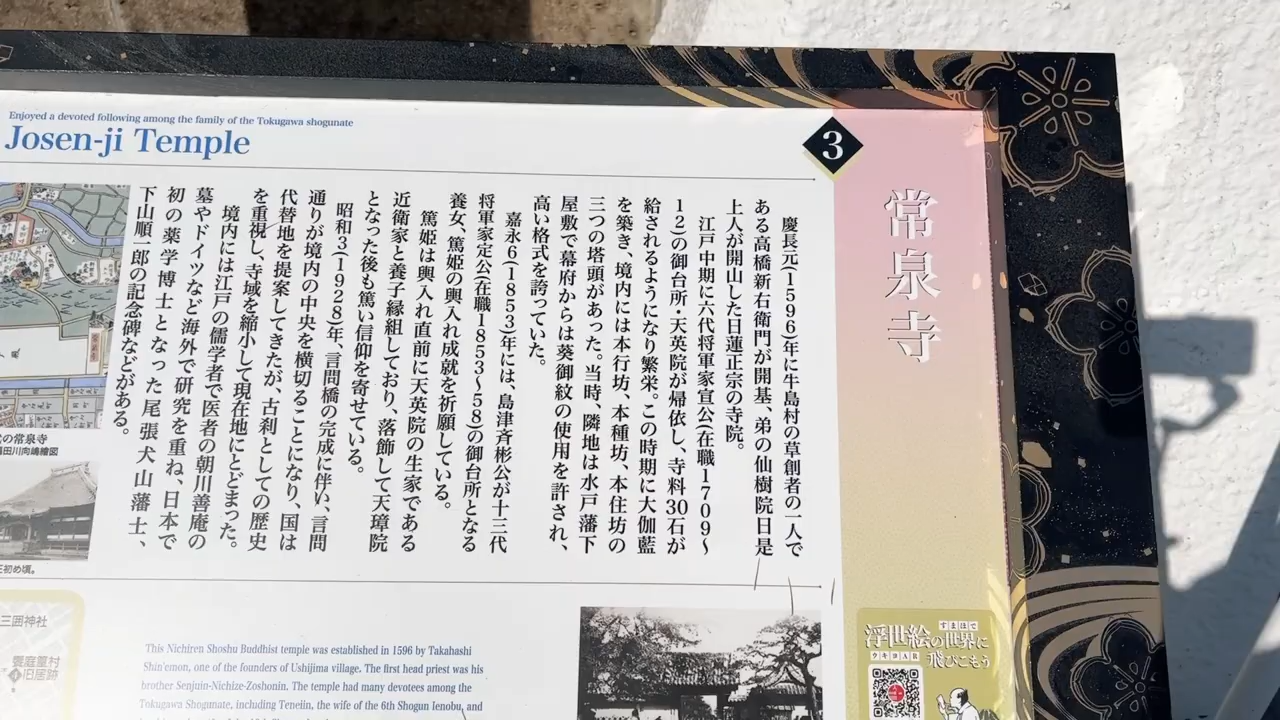 Enjoyed a devoted following among the family of the Tokugawa shogunate
Josen-ji Temple
3
常泉寺
慶長元(1596)年に牛島村の草創者の一人で
ある高橋新右衛門が開基、弟の仙樹院日是
上人が開山した日蓮正宗の寺院。
江戸中期に六代将軍家宣公(在職1709～
12)の御台所・天英院が帰依し、寺料30石が
給されるようになり繁栄。この時期に大伽藍
を築き、境内には本行坊、本種坊、本住坊の
三つの塔頭があった。当時、隣地は水戸藩下
屋敷で幕府からは葵御紋の使用を許され、
高い格式を誇っていた。
嘉永6(1853)年には、島津斉彬公が十三代
将軍家定公(在職1853～58)の御台所となる
養女、篤姫の輿入れ成就を祈願している。
篤姫は輿入れ直前に天英院の生家である
近衛家と養子縁組しており、落飾して天璋院
となった後も篤い信仰を寄せている。
昭和3(1928)年、言問橋の完成に伴い、言問
通りが境内の中央を横切ることになり、国は
代替地を提案してきたが、古刹としての歴史
を重視し、寺域を縮小して現在地にとどまった。
境内には江戸の儒学者で医者の朝川善庵の
墓やドイツなど海外で研究を重ね、日本で
初の薬学博士となった尾張犬山藩士、
下山順一郎の記念碑などがある。
の常泉寺
田川向嶋繪図
初め頃。
三囲神社
旧居跡
This Nichiren Shoshu Buddhist temple was established in 1596 by Takahashi
Shin'emon, one of the founders of Ushijima village. The first head priest was his
brother Senjuin-Nichize-Zoshonin. The temple had many devotees among the
Tokugawa Shogunate, including Teneiin, the wife of the 6th Shogun Ienobu, and
すまほで
浮世絵の世界に
ウキヨAR
飛びこもう